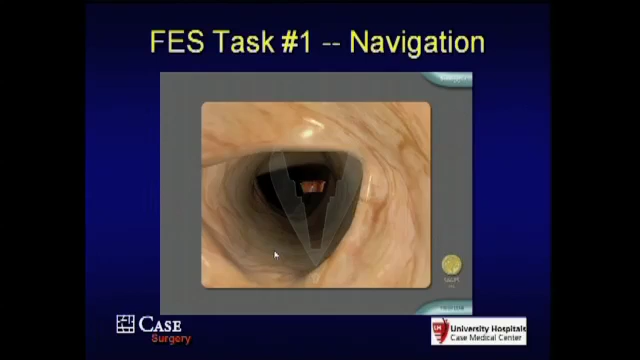 FES Task #1 -- Navigation
CASE
Surgery
University Hospitals
Case Medical Center